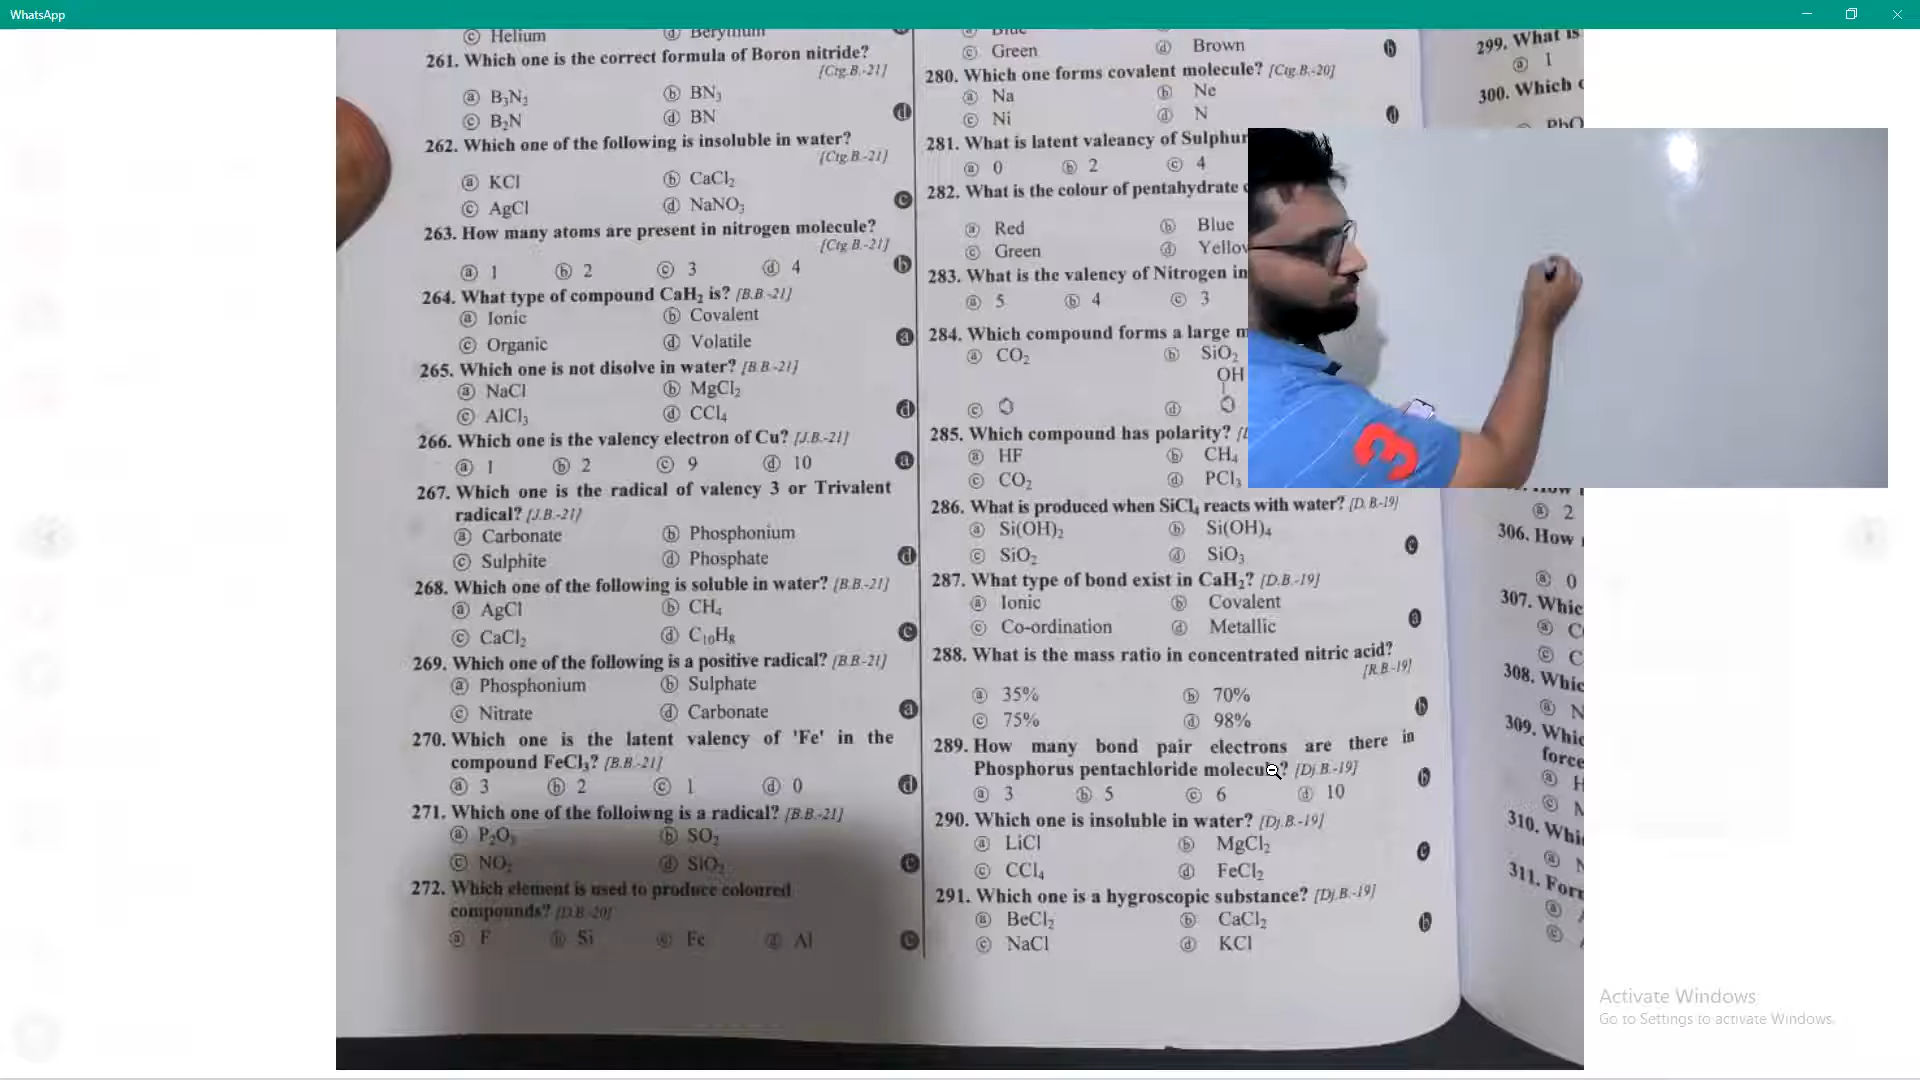 WhatsApp
Ⓒ Helium ⓓ Beryllium
261. Which one is the correct formula of Boron nitride?
[Ctg.B.-21]
ⓐ B₃N₂ ⓑ BN₃
ⓒ B₂N ⓓ BN
d
262. Which one of the following is insoluble in water?
[Ctg.B.-21]
ⓐ KCl ⓑ CaCl₂
ⓒ AgCl ⓓ NaNO₃
c
263. How many atoms are present in nitrogen molecule?
[Ctg.B.-21]
ⓐ 1 ⓑ 2 ⓒ 3 ⓓ 4
b
264. What type of compound CaH₂ is? [B.B.-21]
ⓐ Ionic ⓑ Covalent
ⓒ Organic ⓓ Volatile
a
265. Which one is not disolve in water? [B.B.-21]
ⓐ NaCl ⓑ MgCl₂
ⓒ AlCl₃ ⓓ CCl₄
d
266. Which one is the valency electron of Cu? [J.B.-21]
ⓐ 1 ⓑ 2 ⓒ 9 ⓓ 10
a
267. Which one is the radical of valency 3 or Trivalent
radical? [J.B.-21]
ⓐ Carbonate ⓑ Phosphonium
ⓒ Sulphite ⓓ Phosphate
d
268. Which one of the following is soluble in water? [B.B.-21]
ⓐ AgCl ⓑ CH₄
ⓒ CaCl₂ ⓓ C₁₀H₈
c
269. Which one of the following is a positive radical? [B.B.-21]
ⓐ Phosphonium ⓑ Sulphate
ⓒ Nitrate ⓓ Carbonate
a
270. Which one is the latent valency of 'Fe' in the
compound FeCl₃? [B.B.-21]
ⓐ 3 ⓑ 2 ⓒ 1 ⓓ 0
d
271. Which one of the folloiwng is a radical? [B.B.-21]
ⓐ P₂O₅ ⓑ SO₂
ⓒ NO₂ ⓓ SiO₂
c
272. Which element is used to produce coloured
compounds? [D.B.-20]
ⓐ F ⓑ Si ⓒ Fe ⓓ Al
c
ⓐ Blue
ⓒ Green ⓓ Brown
b
280. Which one forms covalent molecule? [Ctg.B.-20]
ⓐ Na ⓑ Ne
ⓒ Ni ⓓ N
d
281. What is latent valeancy of Sulphur
ⓐ 0 ⓑ 2 ⓒ 4
282. What is the colour of pentahydrate
ⓐ Red ⓑ Blue
ⓒ Green ⓓ Yellow
283. What is the valency of Nitrogen in
ⓐ 5 ⓑ 4 ⓒ 3
284. Which compound forms a large
ⓐ CO₂ ⓑ SiO₂
OH
ⓒ ⓓ
285. Which compound has polarity?
ⓐ HF ⓑ CH₄
ⓒ CO₂ ⓓ PCl₃
286. What is produced when SiCl₄ reacts with water? [D.B.-19]
ⓐ Si(OH)₂ ⓑ Si(OH)₄
ⓒ SiO₂ ⓓ SiO₃
c
287. What type of bond exist in CaH₂? [D.B.-19]
ⓐ Ionic ⓑ Covalent
ⓒ Co-ordination ⓓ Metallic
a
288. What is the mass ratio in concentrated nitric acid?
[R.B.-19]
ⓐ 35% ⓑ 70%
ⓒ 75% ⓓ 98%
b
289. How many bond pair electrons are there in
Phosphorus pentachloride molecule? [Dj.B.-19]
ⓐ 3 ⓑ 5 ⓒ 6 ⓓ 10
b
290. Which one is insoluble in water? [Dj.B.-19]
ⓐ LiCl ⓑ MgCl₂
ⓒ CCl₄ ⓓ FeCl₂
c
291. Which one is a hygroscopic substance? [Dj.B.-19]
ⓐ BeCl₂ ⓑ CaCl₂
ⓒ NaCl ⓓ KCl
b
299. What is
ⓐ 1
300. Which
PbO
3
ⓐ 2
306. How
ⓐ 0
307. Whic
ⓐ C
ⓒ C
308. Whic
ⓐ N
309. Whic
force
ⓐ H
ⓒ M
310. Whi
ⓐ N
311. For
ⓐ
ⓒ
Activate Windows
Go to Settings to activate Windows.